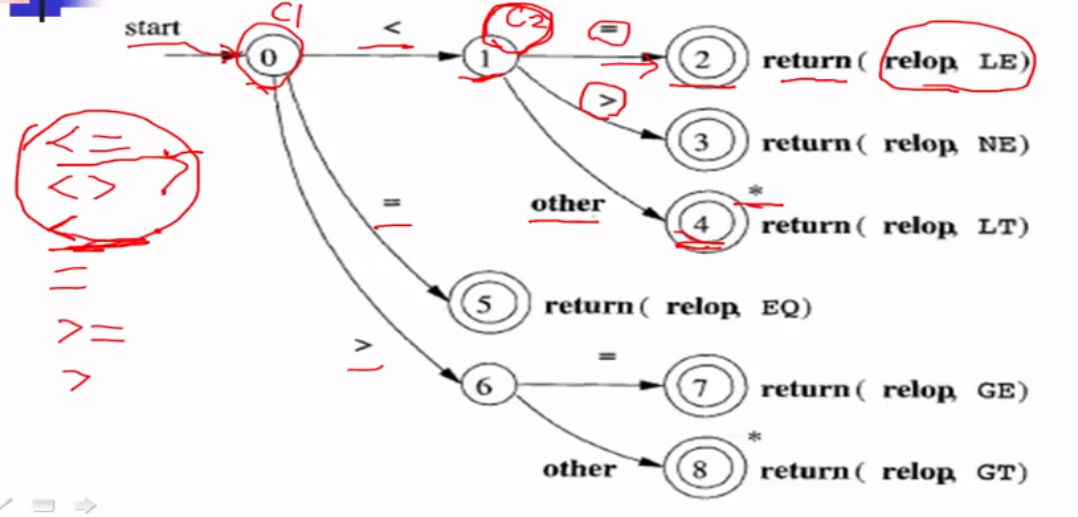 C1
start
0
<
1
C2
=
2
return( relop, LE)
>
3
return( relop, NE)
other
4
*
return( relop, LT)
=
5
return( relop, EQ)
>
6
=
7
return( relop, GE)
other
8
*
return( relop, GT)
<=
<>
<
=
>=
>